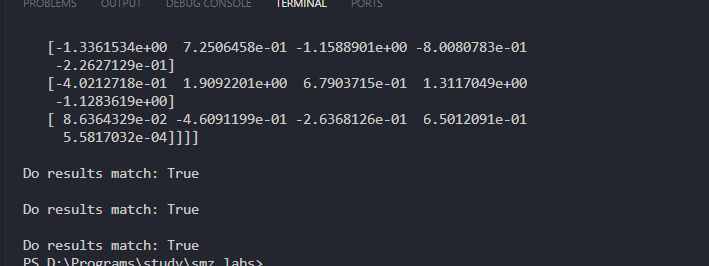 PROBLEMS OUTPUT DEBUG CONSOLE TERMINAL PORTS
[-1.3361534e+00 7.2506458e-01 -1.1588901e+00 -8.0080783e-01
-2.2627129e-01]
[-4.0212718e-01 1.9092201e+00 6.7903715e-01 1.3117049e+00
-1.1283619e+00]
[ 8.6364329e-02 -4.6091199e-01 -2.6368126e-01 6.5012091e-01
5.5817032e-04]]]]
Do results match: True
Do results match: True
Do results match: True
PS D:\Programs\study\smz_labs>